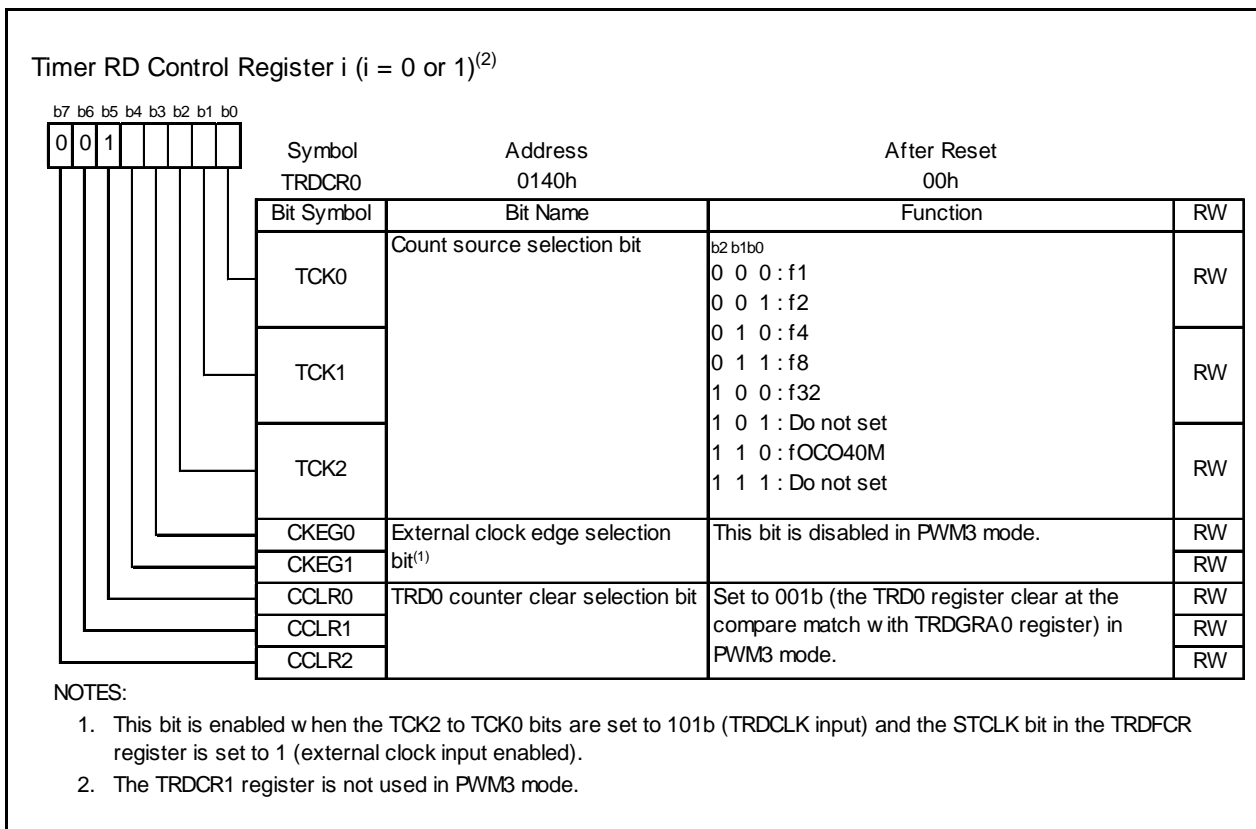 Timer RD Control Register i (i = 0 or 1)(2)
b7 b6 b5 b4 b3 b2 b1 b0
0 0 1
Symbol Address After Reset
TRDCR0 0140h 00h
Bit Symbol Bit Name Function RW
TCK0 Count source selection bit b2 b1 b0 RW
0 0 0 : f1
0 0 1 : f2
TCK1 0 1 0 : f4 RW
0 1 1 : f8
1 0 0 : f32
TCK2 1 0 1 : Do not set RW
1 1 0 : fOCO40M
1 1 1 : Do not set
CKEG0 External clock edge selection This bit is disabled in PWM3 mode. RW
CKEG1 bit(1) RW
CCLR0 TRD0 counter clear selection bit Set to 001b (the TRD0 register clear at the RW
CCLR1 compare match with TRDGRA0 register) in RW
CCLR2 PWM3 mode. RW
NOTES:
1. This bit is enabled when the TCK2 to TCK0 bits are set to 101b (TRDCLK input) and the STCLK bit in the TRDFCR
register is set to 1 (external clock input enabled).
2. The TRDCR1 register is not used in PWM3 mode.